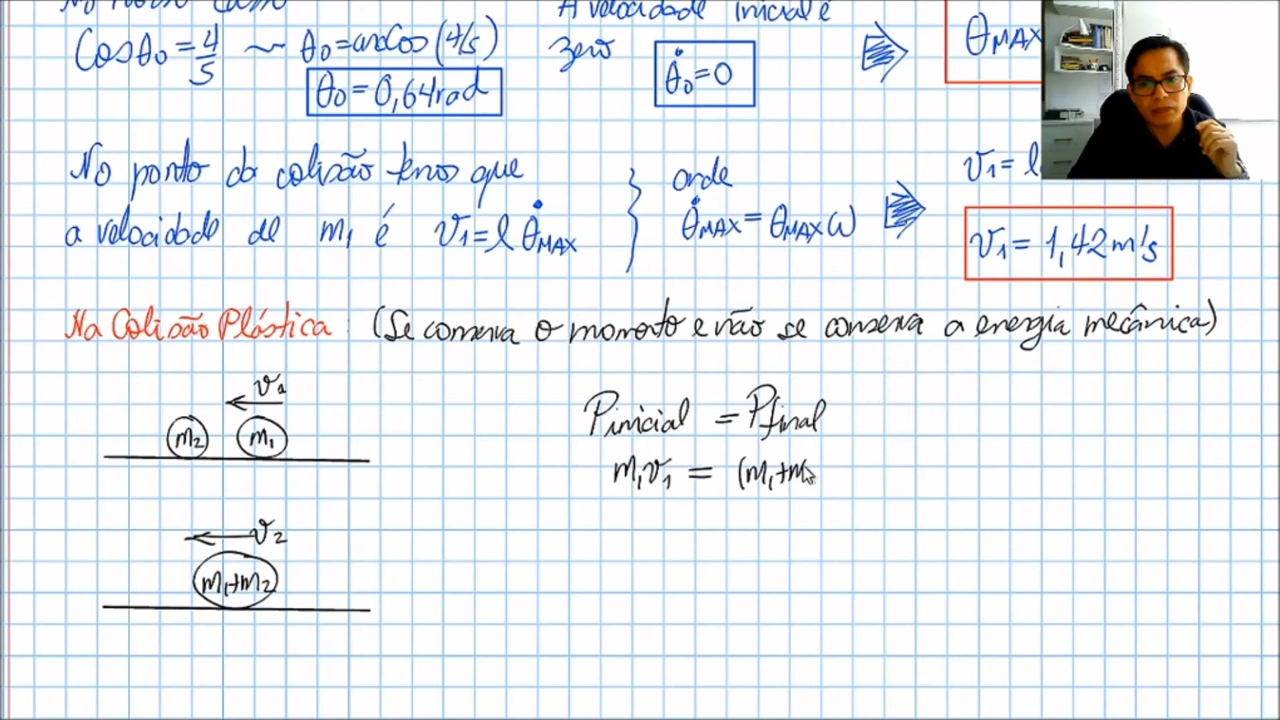 Cosθ₀ = 4/5 ~ θ₀ = arcCos(4/5)
θ₀ = 0,64rad
A velocidade inicial é
zero
θ̇₀ = 0
θMAX
No ponto da colisão temos que
a velocidade de m₁ é v₁ = l θ̇MAX
onde
θ̇MAX = θMAX ω
v₁ = l
v₁ = 1,42 m/s
Na Colisão Plástica: (Se conserva o momento e não se conserva a energia mecânica)
v₁
m₂ m₁
Pinicial = Pfinal
m₁v₁ = (m₁+m
v₂
m₁+m₂